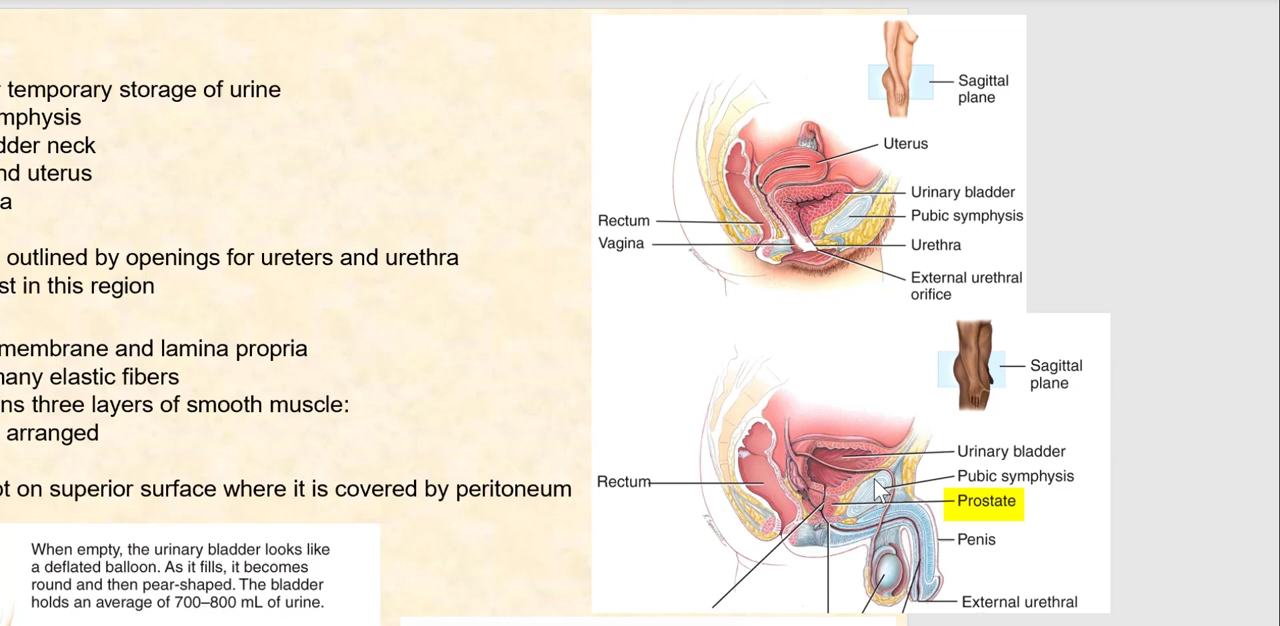 temporary storage of urine
mphysis
dder neck
nd uterus
a
outlined by openings for ureters and urethra
st in this region
membrane and lamina propria
nany elastic fibers
ns three layers of smooth muscle:
arranged
ot on superior surface where it is covered by peritoneum
When empty, the urinary bladder looks like
a deflated balloon. As it fills, it becomes
round and then pear-shaped. The bladder
holds an average of 700–800 mL of urine.
Sagittal
plane
Uterus
Urinary bladder
Pubic symphysis
Urethra
External urethral
orifice
Rectum
Vagina
Sagittal
plane
Urinary bladder
Pubic symphysis
Prostate
Penis
External urethral
Rectum